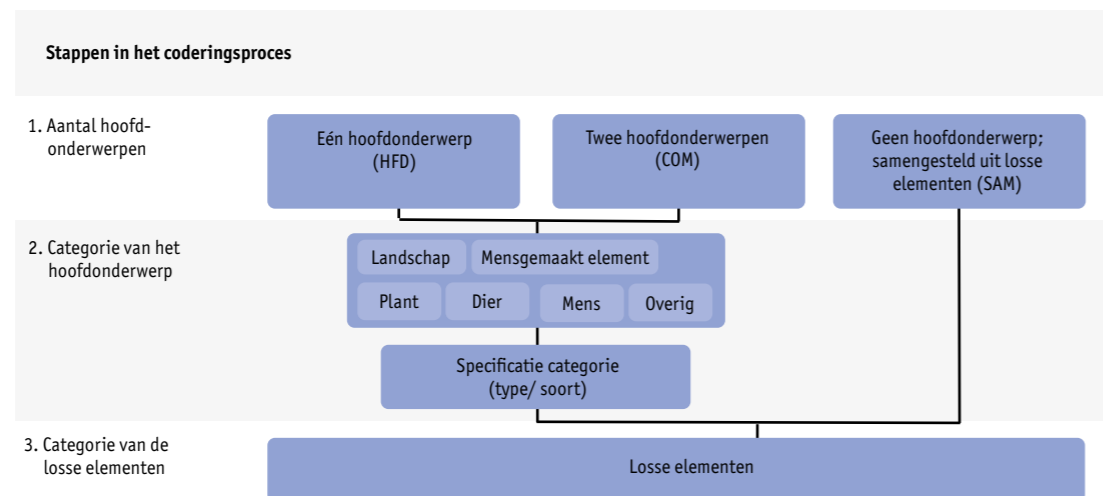 Stappen in het coderingsproces
1. Aantal hoofd-
onderwerpen
Eén hoofdonderwerp
(HFD)
Twee hoofdonderwerpen
(COM)
Geen hoofdonderwerp;
samengesteld uit losse
elementen (SAM)
2. Categorie van het
hoofdonderwerp
Landschap
Mensgemaakt element
Plant
Dier
Mens
Overig
Specificatie categorie
(type/ soort)
3. Categorie van de
losse elementen
Losse elementen